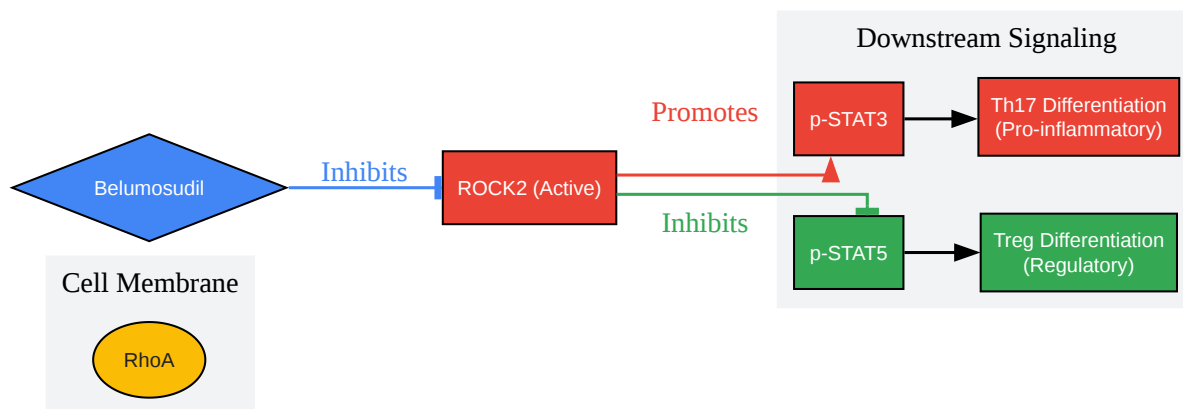 Downstream Signaling
Promotes
p-STAT3
Th17 Differentiation
(Pro-inflammatory)
Belumosudil
Inhibits
ROCK2 (Active)
Inhibits
p-STAT5
Treg Differentiation
(Regulatory)
Cell Membrane
RhoA